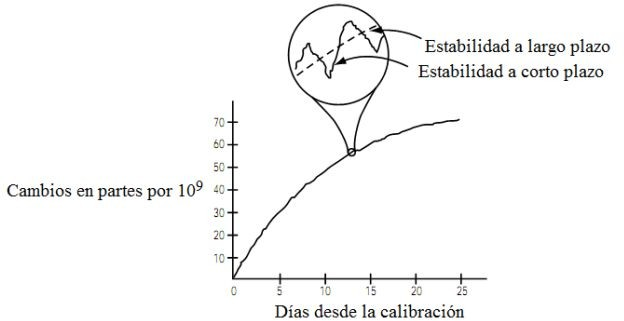 Estabilidad a largo plazo
Estabilidad a corto plazo
70
60
50
Cambios en partes por 10⁹
40
30
20
10
0 5 10 15 20 25
Días desde la calibración